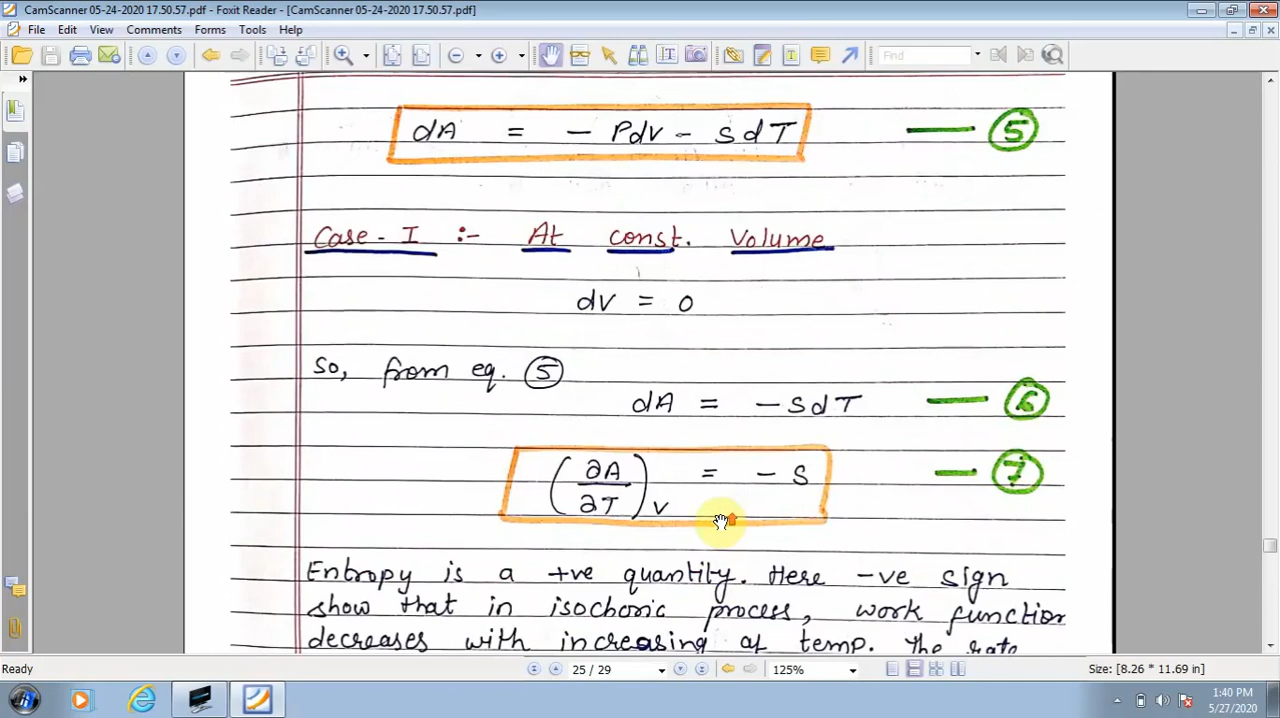 CamScanner 05-24-2020 17.50.57.pdf - Foxit Reader - [CamScanner 05-24-2020 17.50.57.pdf]
File Edit View Comments Forms Tools Help
Find
dA = - Pdv - SdT — 5
Case - I :- At const. Volume
dv = 0
So, from eq. 5
dA = - SdT — 6
(∂A/∂T)v = - S — 7
Entropy is a +ve quantity. Here -ve sign
show that in isochoric process, work function
decreases with increasing of temp. The rate
Ready 25 / 29 125% Size: [8.26 * 11.69 in]
1:40 PM
5/27/2020